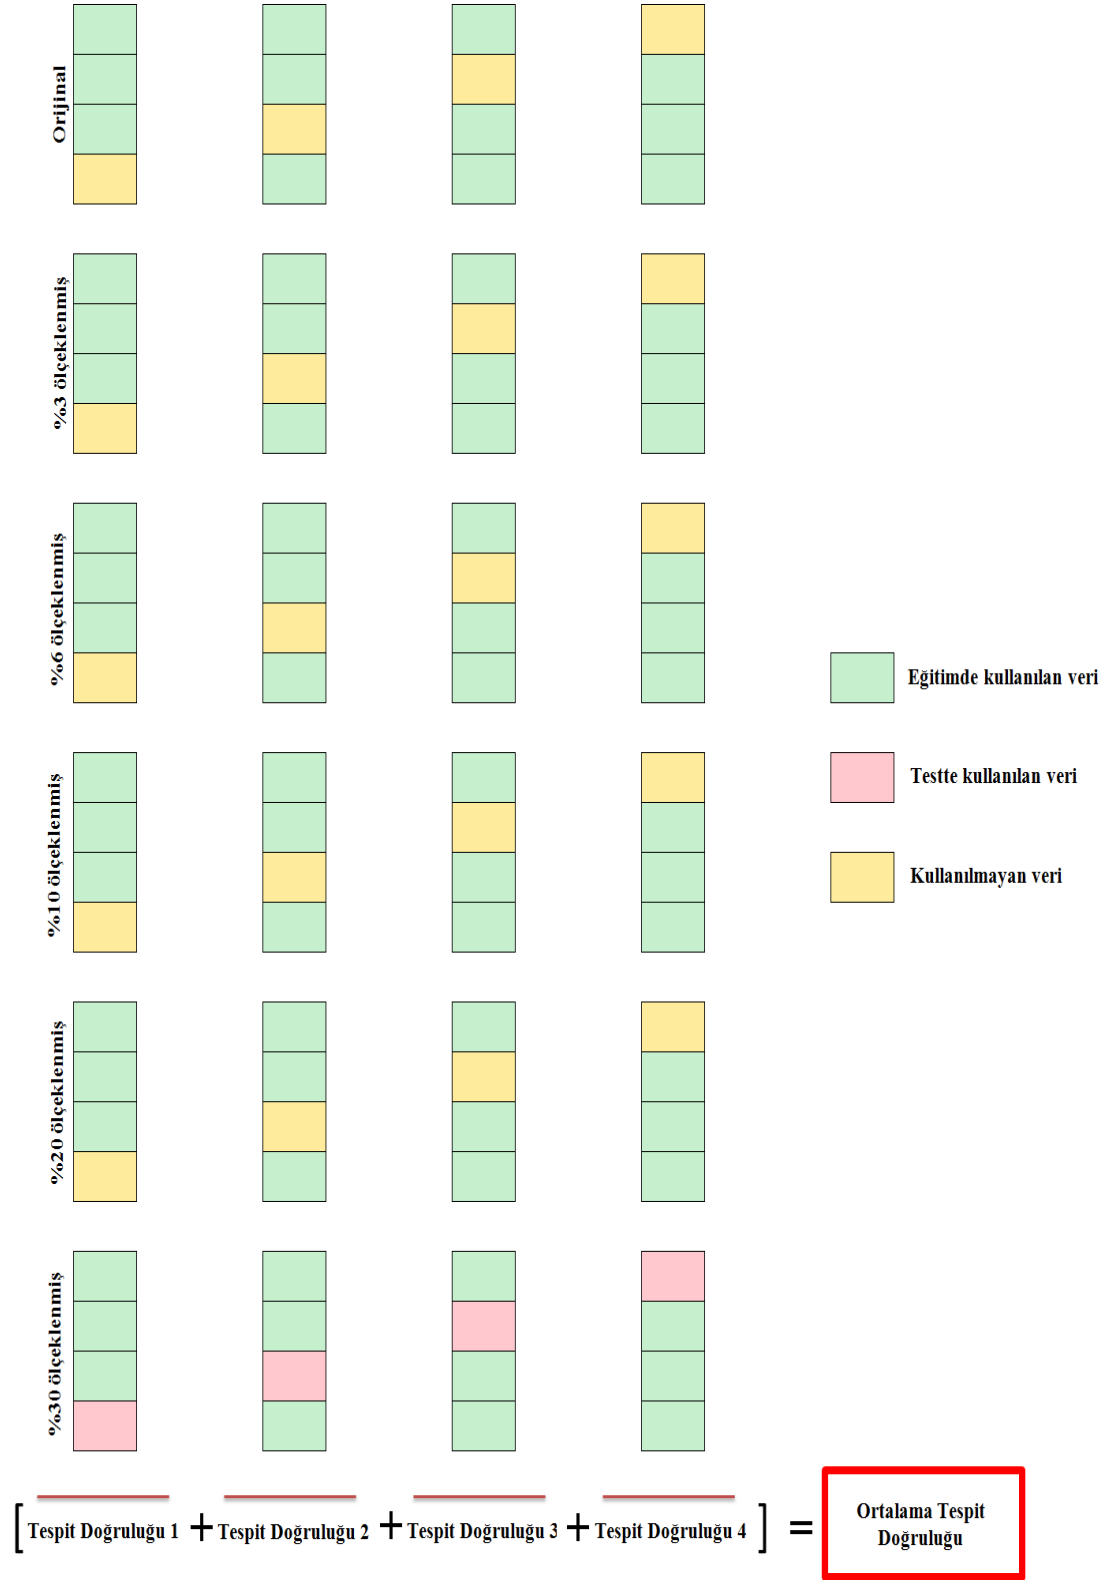 Orijinal
%3 ölçeklenmiş
%6 ölçeklenmiş
%10 ölçeklenmiş
%20 ölçeklenmiş
%30 ölçeklenmiş
Eğitimde kullanılan veri
Testte kullanılan veri
Kullanılmayan veri
[ Tespit Doğruluğu 1 + Tespit Doğruluğu 2 + Tespit Doğruluğu 3 + Tespit Doğruluğu 4 ] =
Ortalama Tespit
Doğruluğu